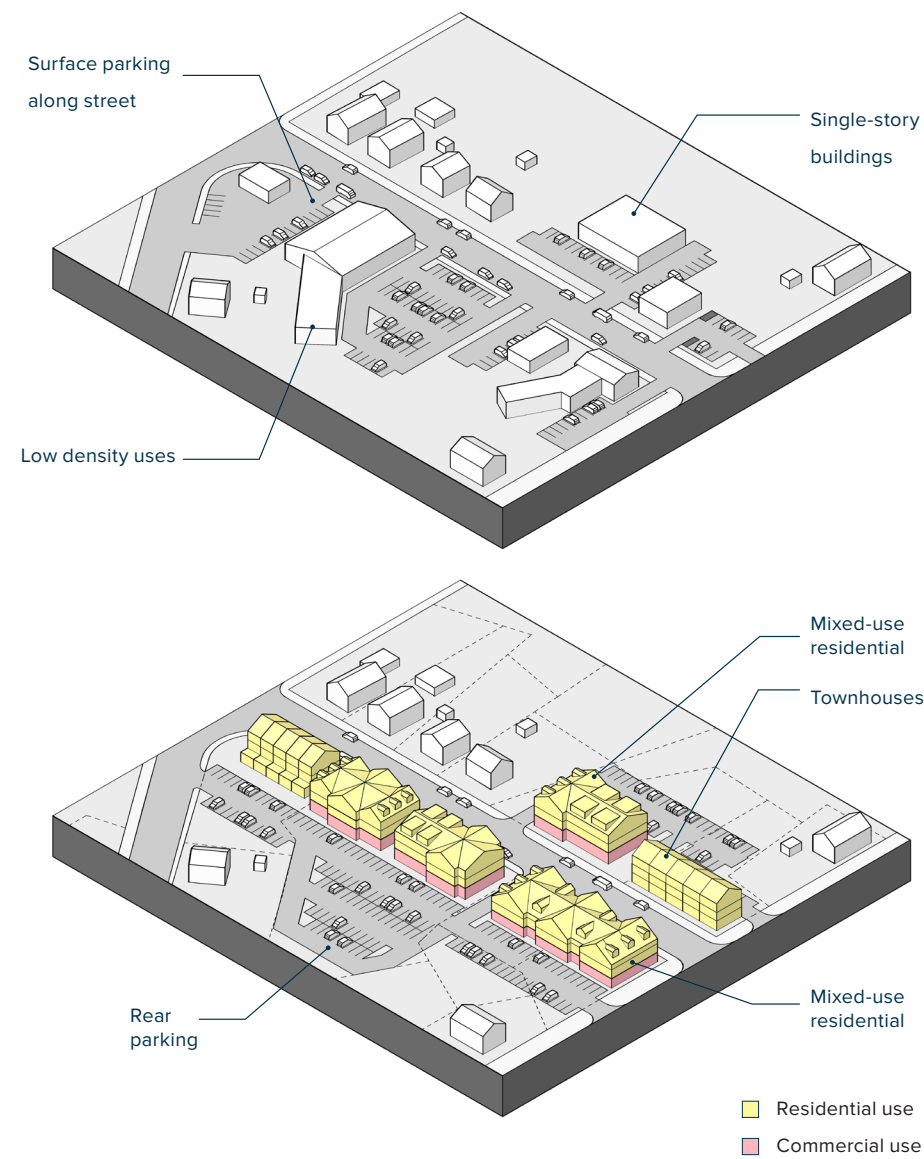 Surface parking
along street
Single-story
buildings
Low density uses
Mixed-use
residential
Townhouses
Rear
parking
Mixed-use
residential
Residential use
Commercial use